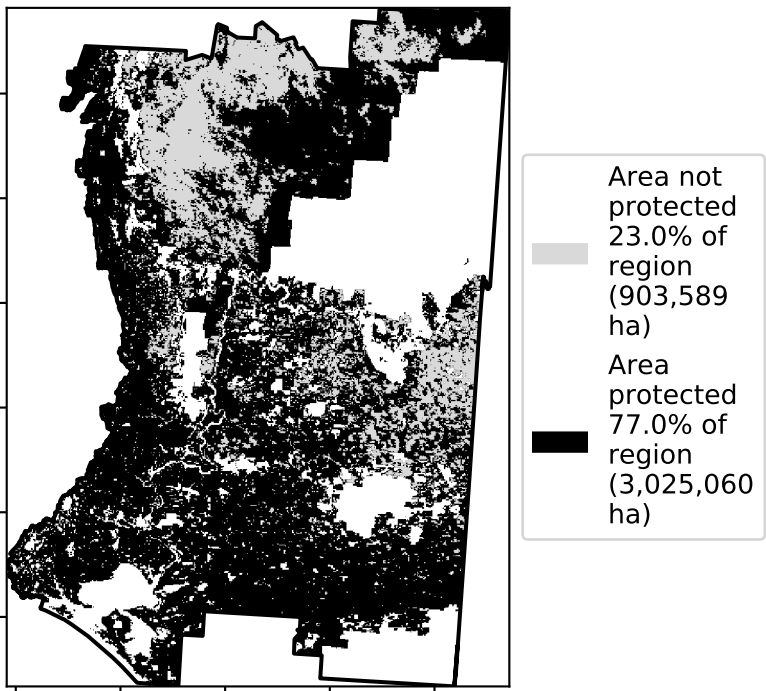 Area not
protected
23.0% of
region
(903,589
ha)
Area
protected
77.0% of
region
(3,025,060
ha)